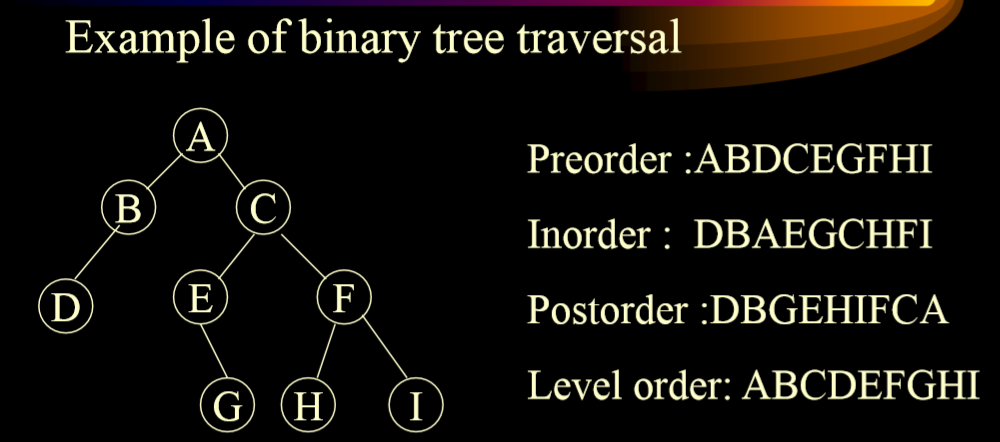 Example of binary tree traversal
A
B C
D E F
G H I
Preorder :ABDCEGFHI
Inorder : DBAEGCHFI
Postorder :DBGEHIFCA
Level order: ABCDEFGHI